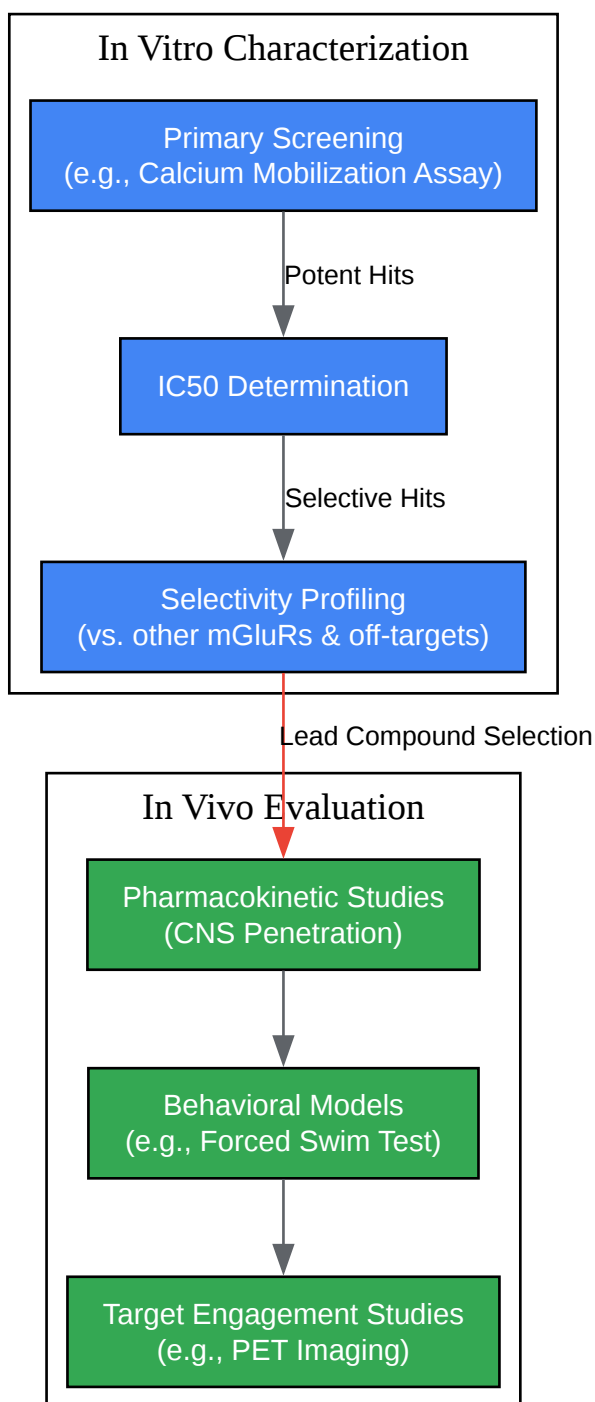 In Vitro Characterization
Primary Screening
(e.g., Calcium Mobilization Assay)
Potent Hits
IC50 Determination
Selective Hits
Selectivity Profiling
(vs. other mGluRs & off-targets)
Lead Compound Selection
In Vivo Evaluation
Pharmacokinetic Studies
(CNS Penetration)
Behavioral Models
(e.g., Forced Swim Test)
Target Engagement Studies
(e.g., PET Imaging)